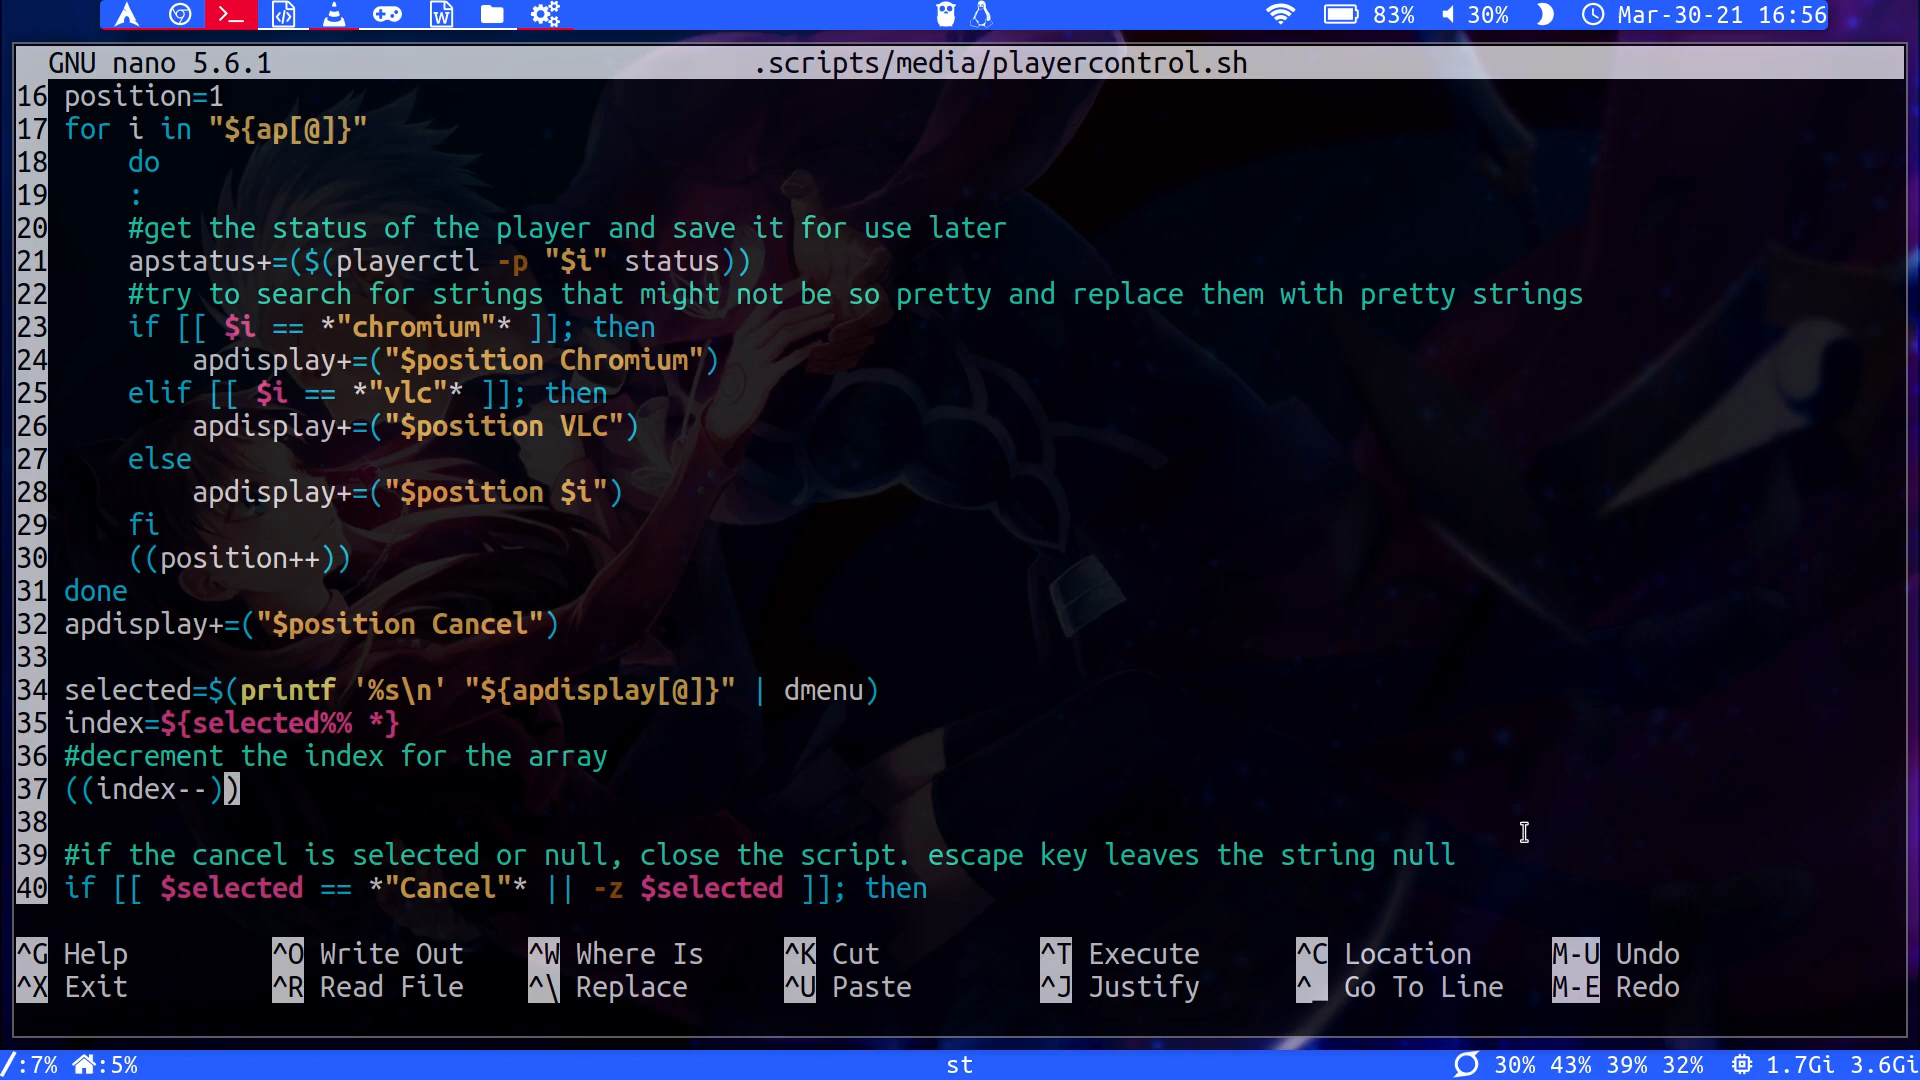 83% 30% Mar-30-21 16:56
GNU nano 5.6.1 .scripts/media/playercontrol.sh
16 position=1
17 for i in "${ap[@]}"
18     do
19     :
20     #get the status of the player and save it for use later
21     apstatus+=($(playerctl -p "$i" status))
22     #try to search for strings that might not be so pretty and replace them with pretty strings
23     if [[ $i == *"chromium"* ]]; then
24         apdisplay+=("$position Chromium")
25     elif [[ $i == *"vlc"* ]]; then
26         apdisplay+=("$position VLC")
27     else
28         apdisplay+=("$position $i")
29     fi
30     ((position++))
31 done
32 apdisplay+=("$position Cancel")
33
34 selected=$(printf '%s\n' "${apdisplay[@]}" | dmenu)
35 index=${selected%% *}
36 #decrement the index for the array
37 ((index--))
38
39 #if the cancel is selected or null, close the script. escape key leaves the string null
40 if [[ $selected == *"Cancel"* || -z $selected ]]; then
^G Help ^O Write Out ^W Where Is ^K Cut ^T Execute ^C Location M-U Undo
^X Exit ^R Read File ^\ Replace ^U Paste ^J Justify ^_ Go To Line M-E Redo
/:7% :5% st 30% 43% 39% 32% 1.7Gi 3.6Gi